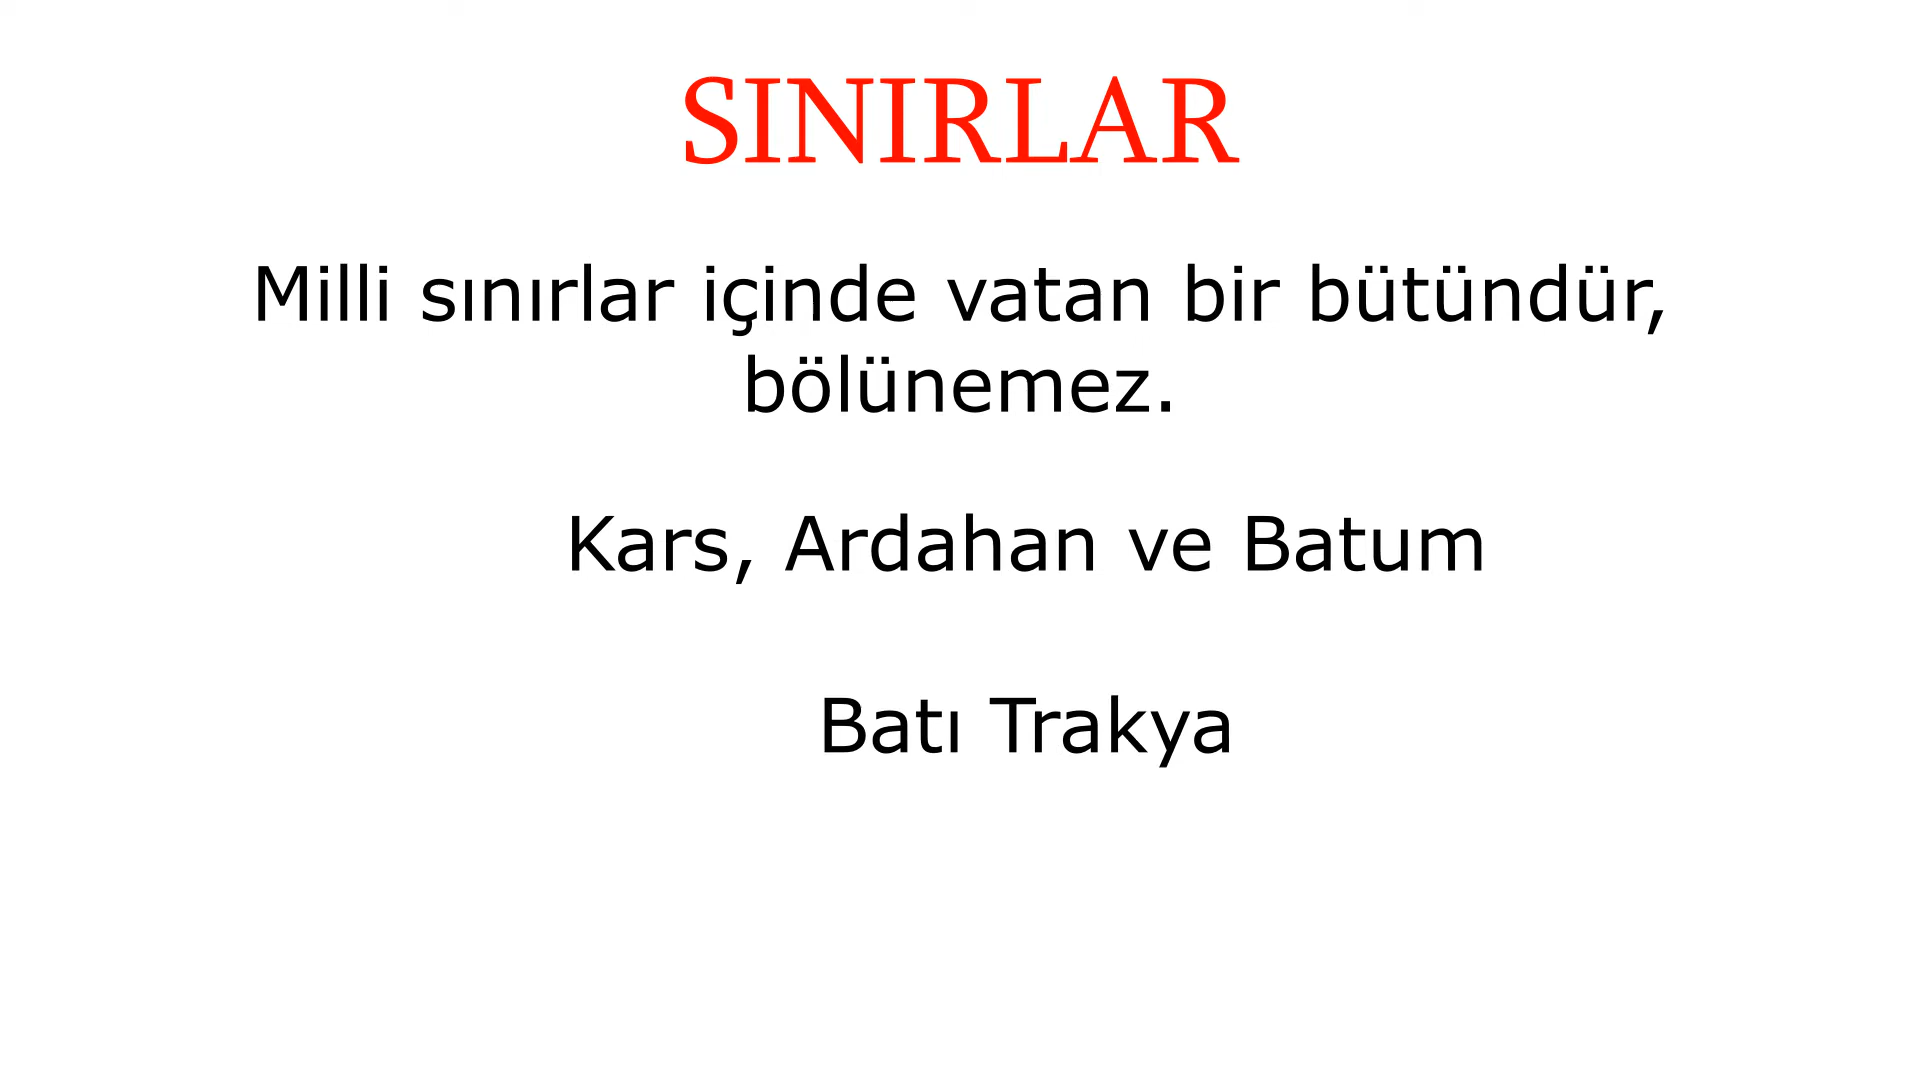 SINIRLAR
Milli sınırlar içinde vatan bir bütündür,
bölünemez.
Kars, Ardahan ve Batum
Batı Trakya